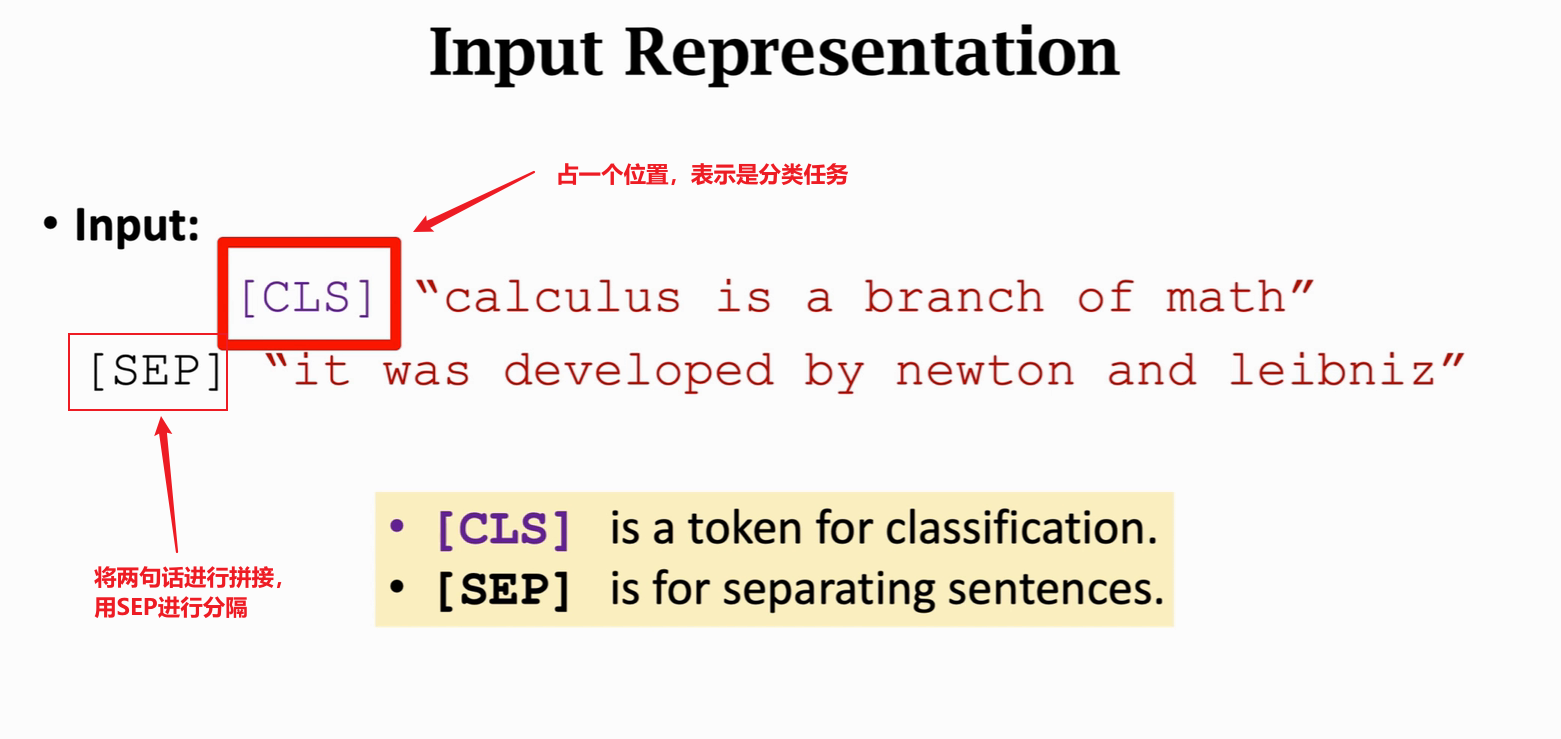 Input Representation
占一个位置，表示是分类任务
• Input:
[CLS] “calculus is a branch of math”
[SEP] “it was developed by newton and leibniz”
将两句话进行拼接，
用SEP进行分隔
• [CLS] is a token for classification.
• [SEP] is for separating sentences.